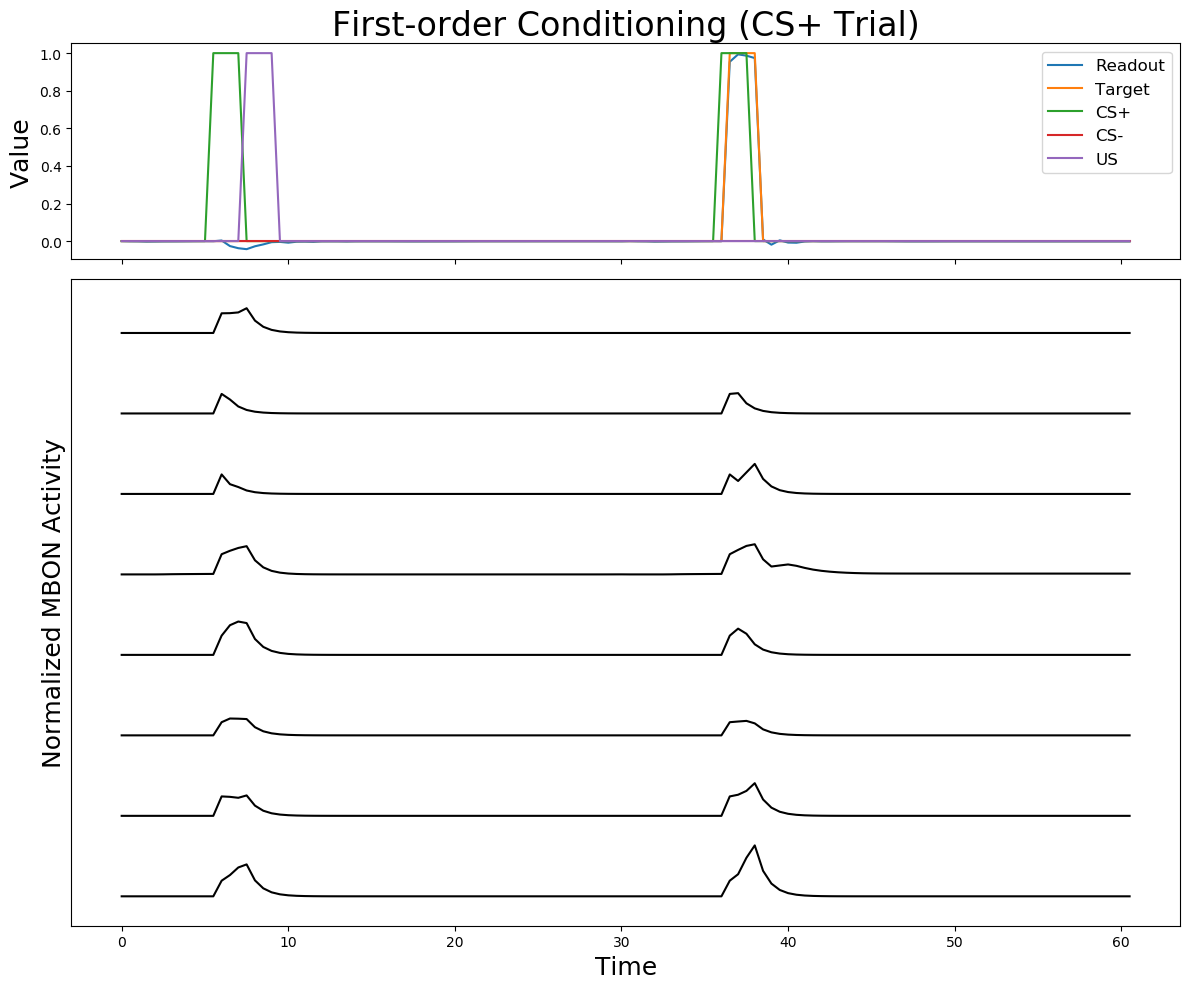 First-order Conditioning (CS+ Trial)
Value
1.0
0.8
0.6
0.4
0.2
0.0
Readout
Target
CS+
CS-
US
Normalized MBON Activity
0
10
20
30
40
50
60
Time